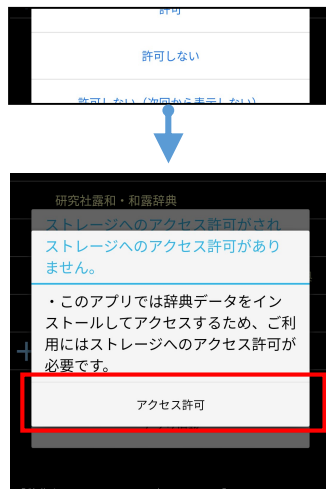 許可
許可しない
許可しない（次回から表示しない）
研究社露和・和露辞典
ストレージへのアクセス許可がされ
ストレージへのアクセス許可があり
ません。
・このアプリでは辞典データをイン
ストールしてアクセスするため、ご利
用にはストレージへのアクセス許可が
必要です。
アクセス許可